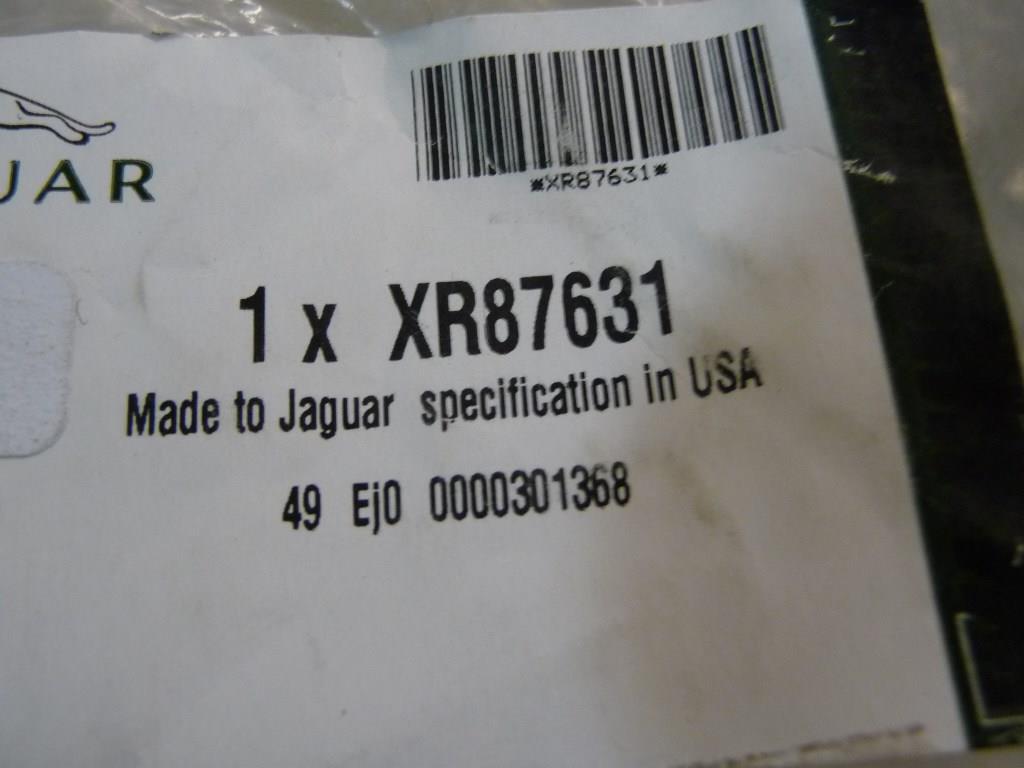 UAR
*XR87631*
1 x XR87631
Made to Jaguar specification in USA
49 Ej0 0000301368